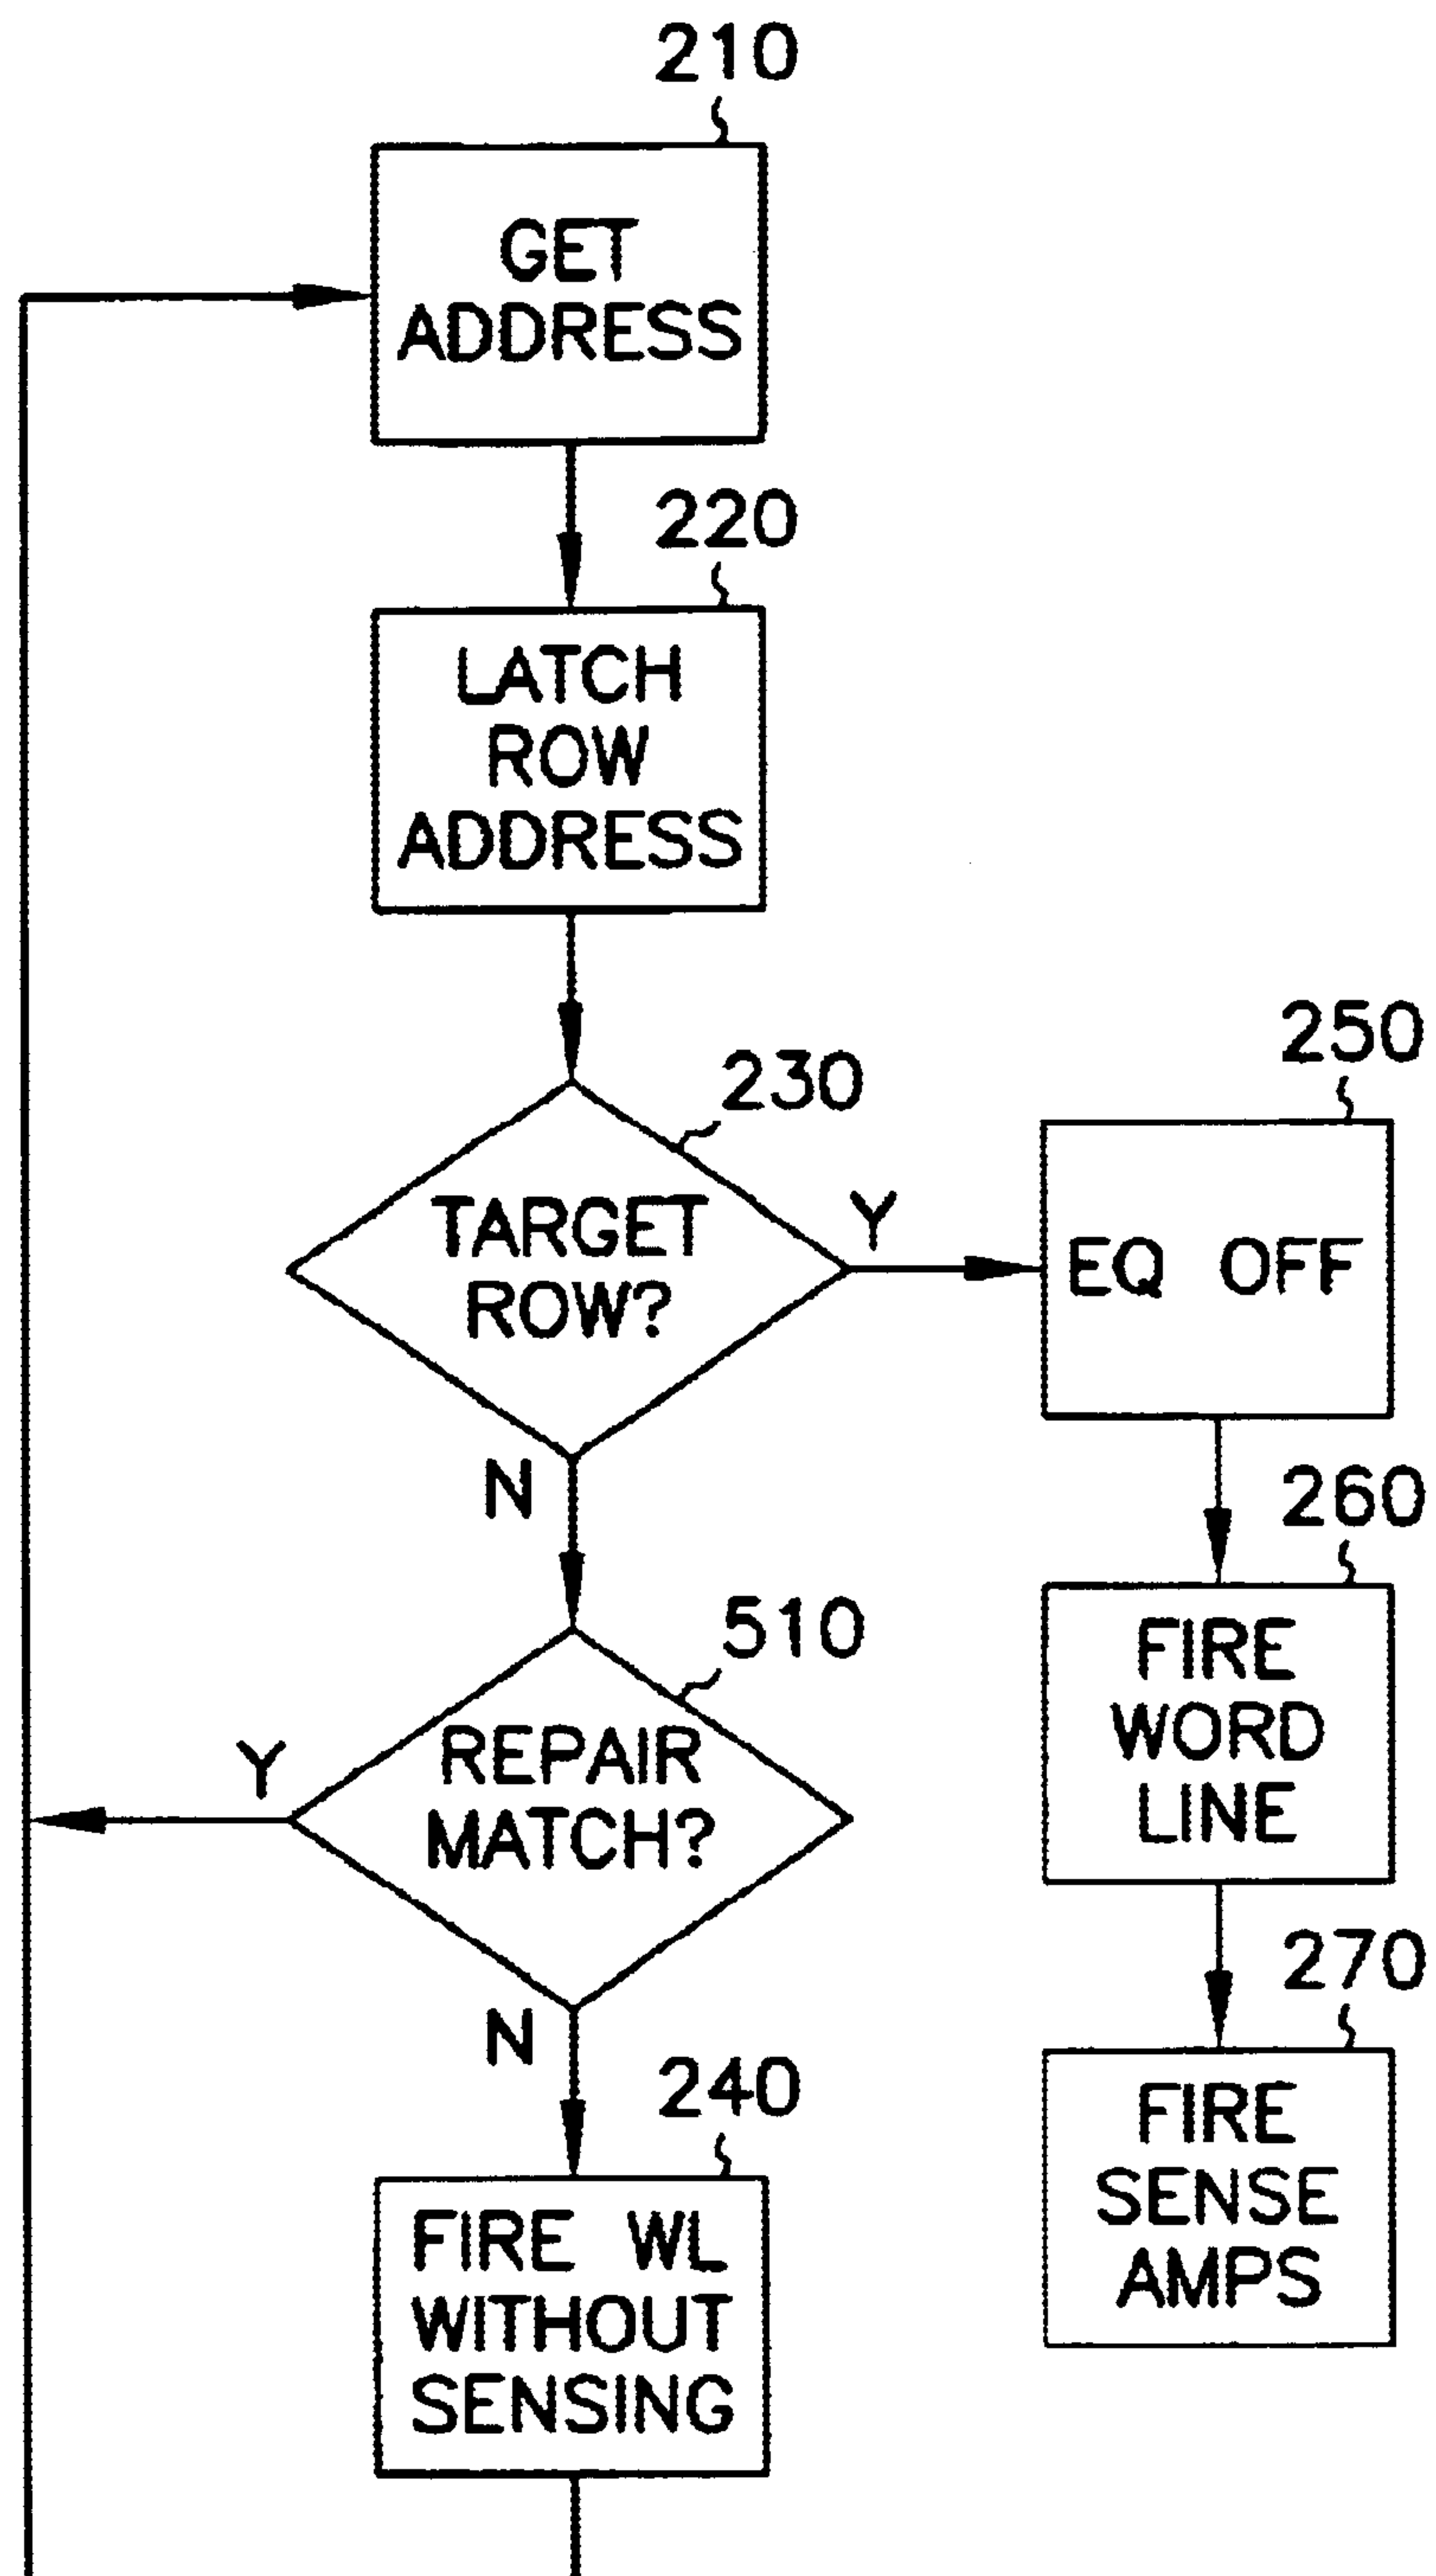 210
GET
ADDRESS
220
LATCH
ROW
ADDRESS
230
TARGET
ROW?
Y
N
250
EQ OFF
260
FIRE
WORD
LINE
270
FIRE
SENSE
AMPS
510
REPAIR
MATCH?
Y
N
240
FIRE WL
WITHOUT
SENSING